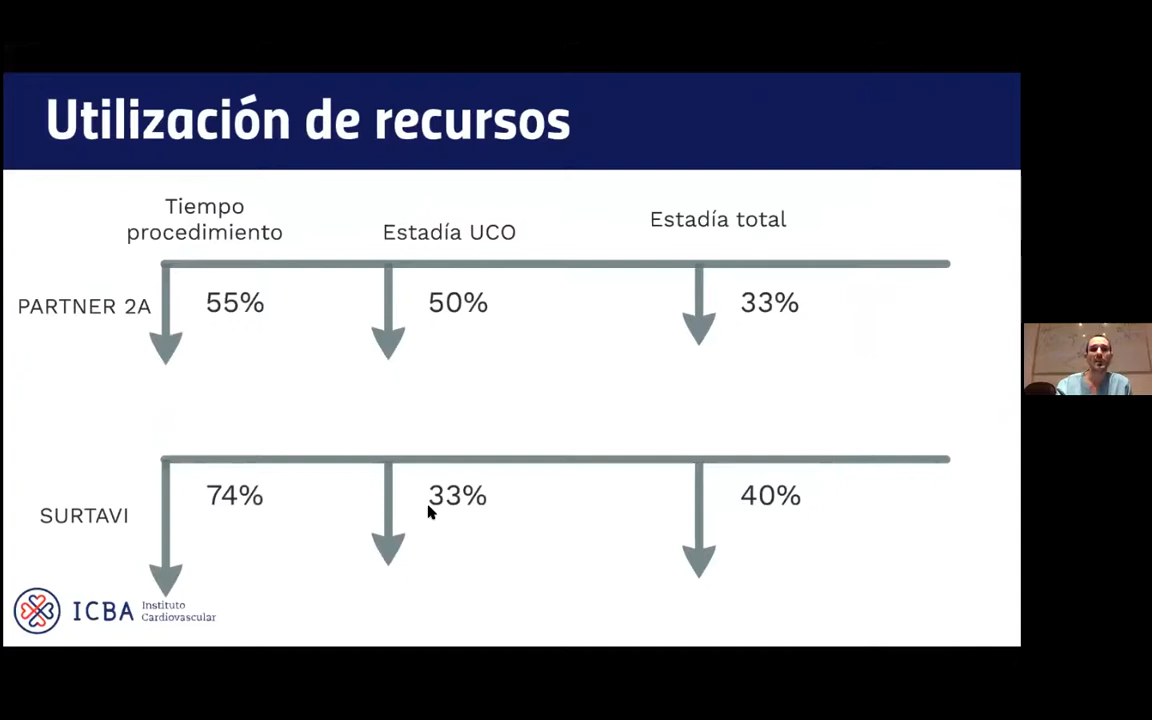 Utilización de recursos
Tiempo
procedimiento
Estadía UCO
Estadía total
PARTNER 2A
55%
50%
33%
SURTAVI
74%
33%
40%
ICBA
Instituto
Cardiovascular